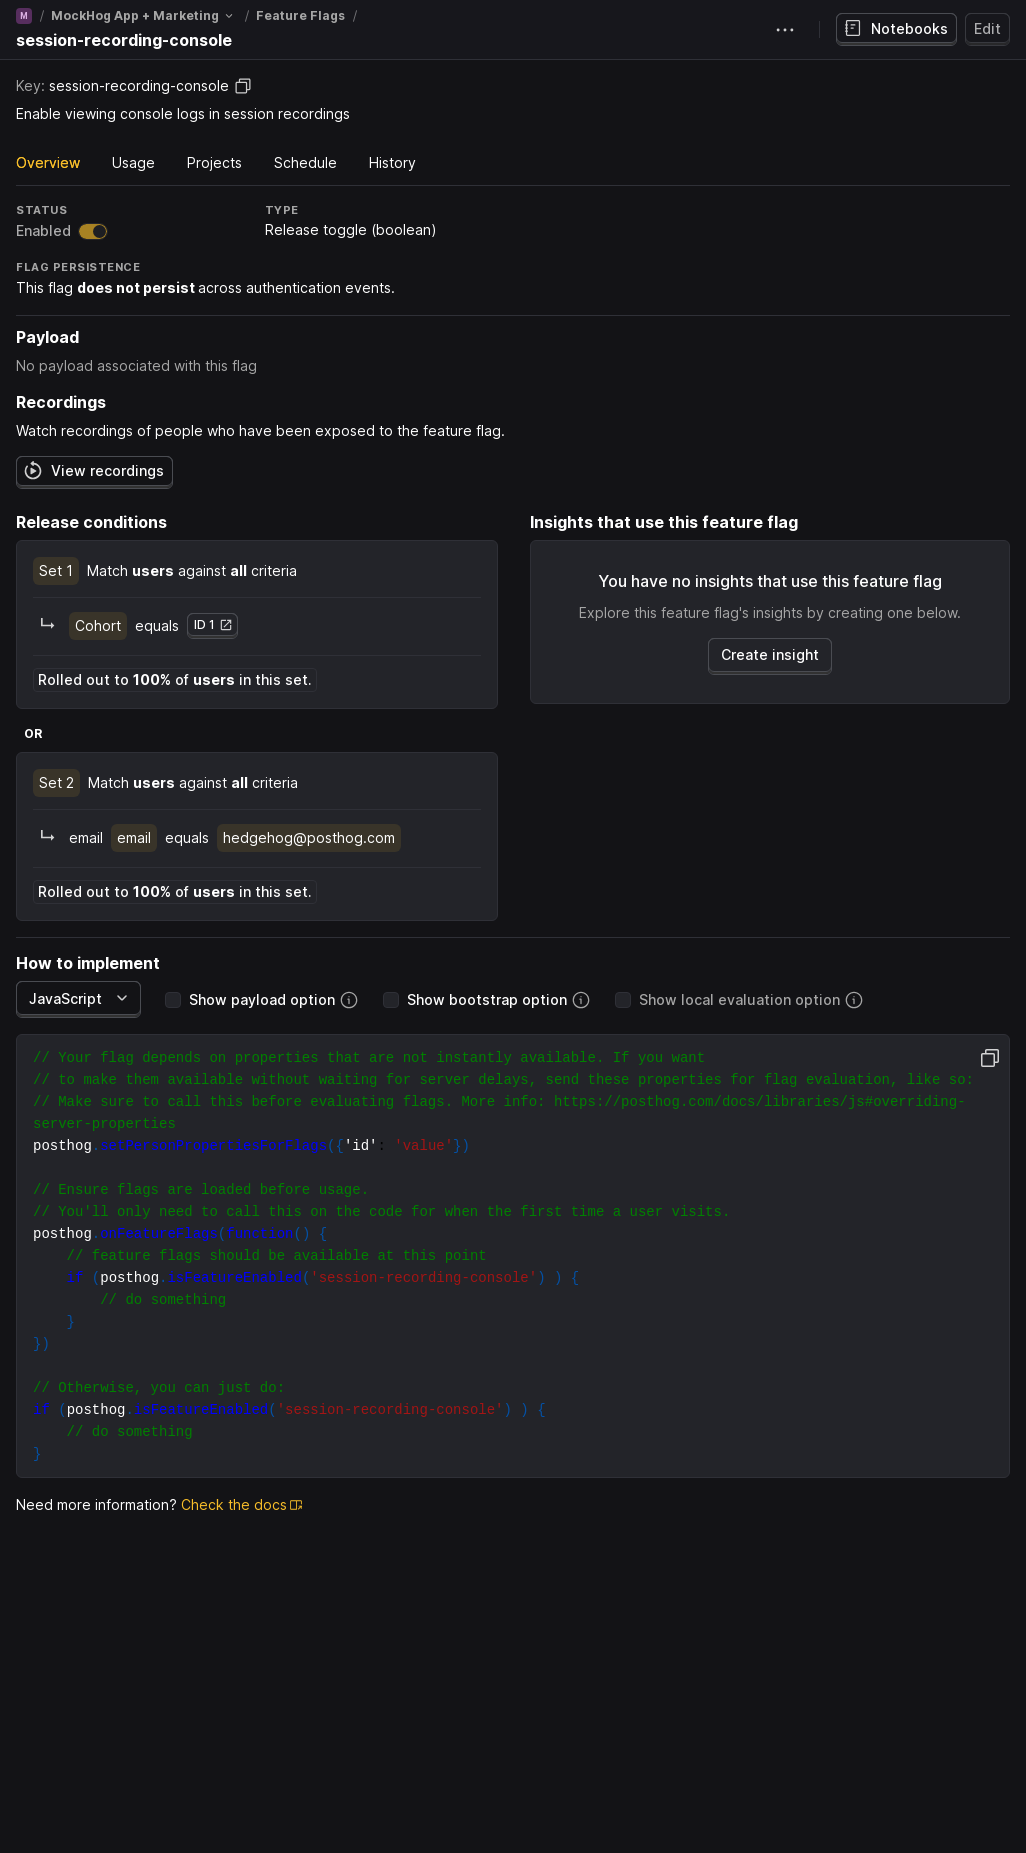 M / MockHog App + Marketing / Feature Flags /
session-recording-console
Notebooks
Edit
Key: session-recording-console
Enable viewing console logs in session recordings
Overview Usage Projects Schedule History
STATUS TYPE
Enabled Release toggle (boolean)
FLAG PERSISTENCE
This flag does not persist across authentication events.
Payload
No payload associated with this flag
Recordings
Watch recordings of people who have been exposed to the feature flag.
View recordings
Release conditions
Set 1 Match users against all criteria
Cohort equals ID 1
Rolled out to 100% of users in this set.
OR
Set 2 Match users against all criteria
email email equals hedgehog@posthog.com
Rolled out to 100% of users in this set.
Insights that use this feature flag
You have no insights that use this feature flag
Explore this feature flag's insights by creating one below.
Create insight
How to implement
JavaScript Show payload option Show bootstrap option Show local evaluation option
// Your flag depends on properties that are not instantly available. If you want
// to make them available without waiting for server delays, send these properties for flag evaluation, like so:
// Make sure to call this before evaluating flags. More info: https://posthog.com/docs/libraries/js#overriding-
server-properties
posthog.setPersonPropertiesForFlags({'id': 'value'})
// Ensure flags are loaded before usage.
// You'll only need to call this on the code for when the first time a user visits.
posthog.onFeatureFlags(function() {
    // feature flags should be available at this point
    if (posthog.isFeatureEnabled('session-recording-console') ) {
        // do something
    }
})
// Otherwise, you can just do:
if (posthog.isFeatureEnabled('session-recording-console') ) {
    // do something
}
Need more information? Check the docs